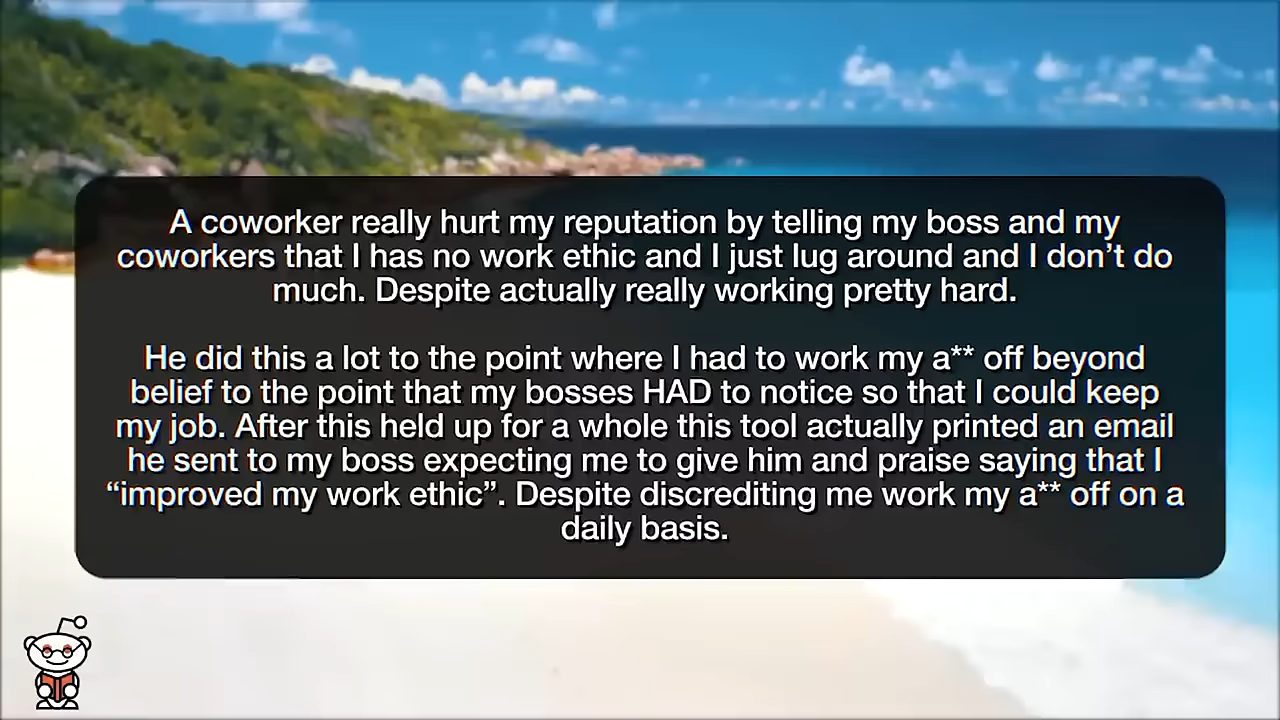 A coworker really hurt my reputation by telling my boss and my
coworkers that I has no work ethic and I just lug around and I don’t do
much. Despite actually really working pretty hard.
He did this a lot to the point where I had to work my a** off beyond
belief to the point that my bosses HAD to notice so that I could keep
my job. After this held up for a whole this tool actually printed an email
he sent to my boss expecting me to give him and praise saying that I
“improved my work ethic”. Despite discrediting me work my a** off on a
daily basis.